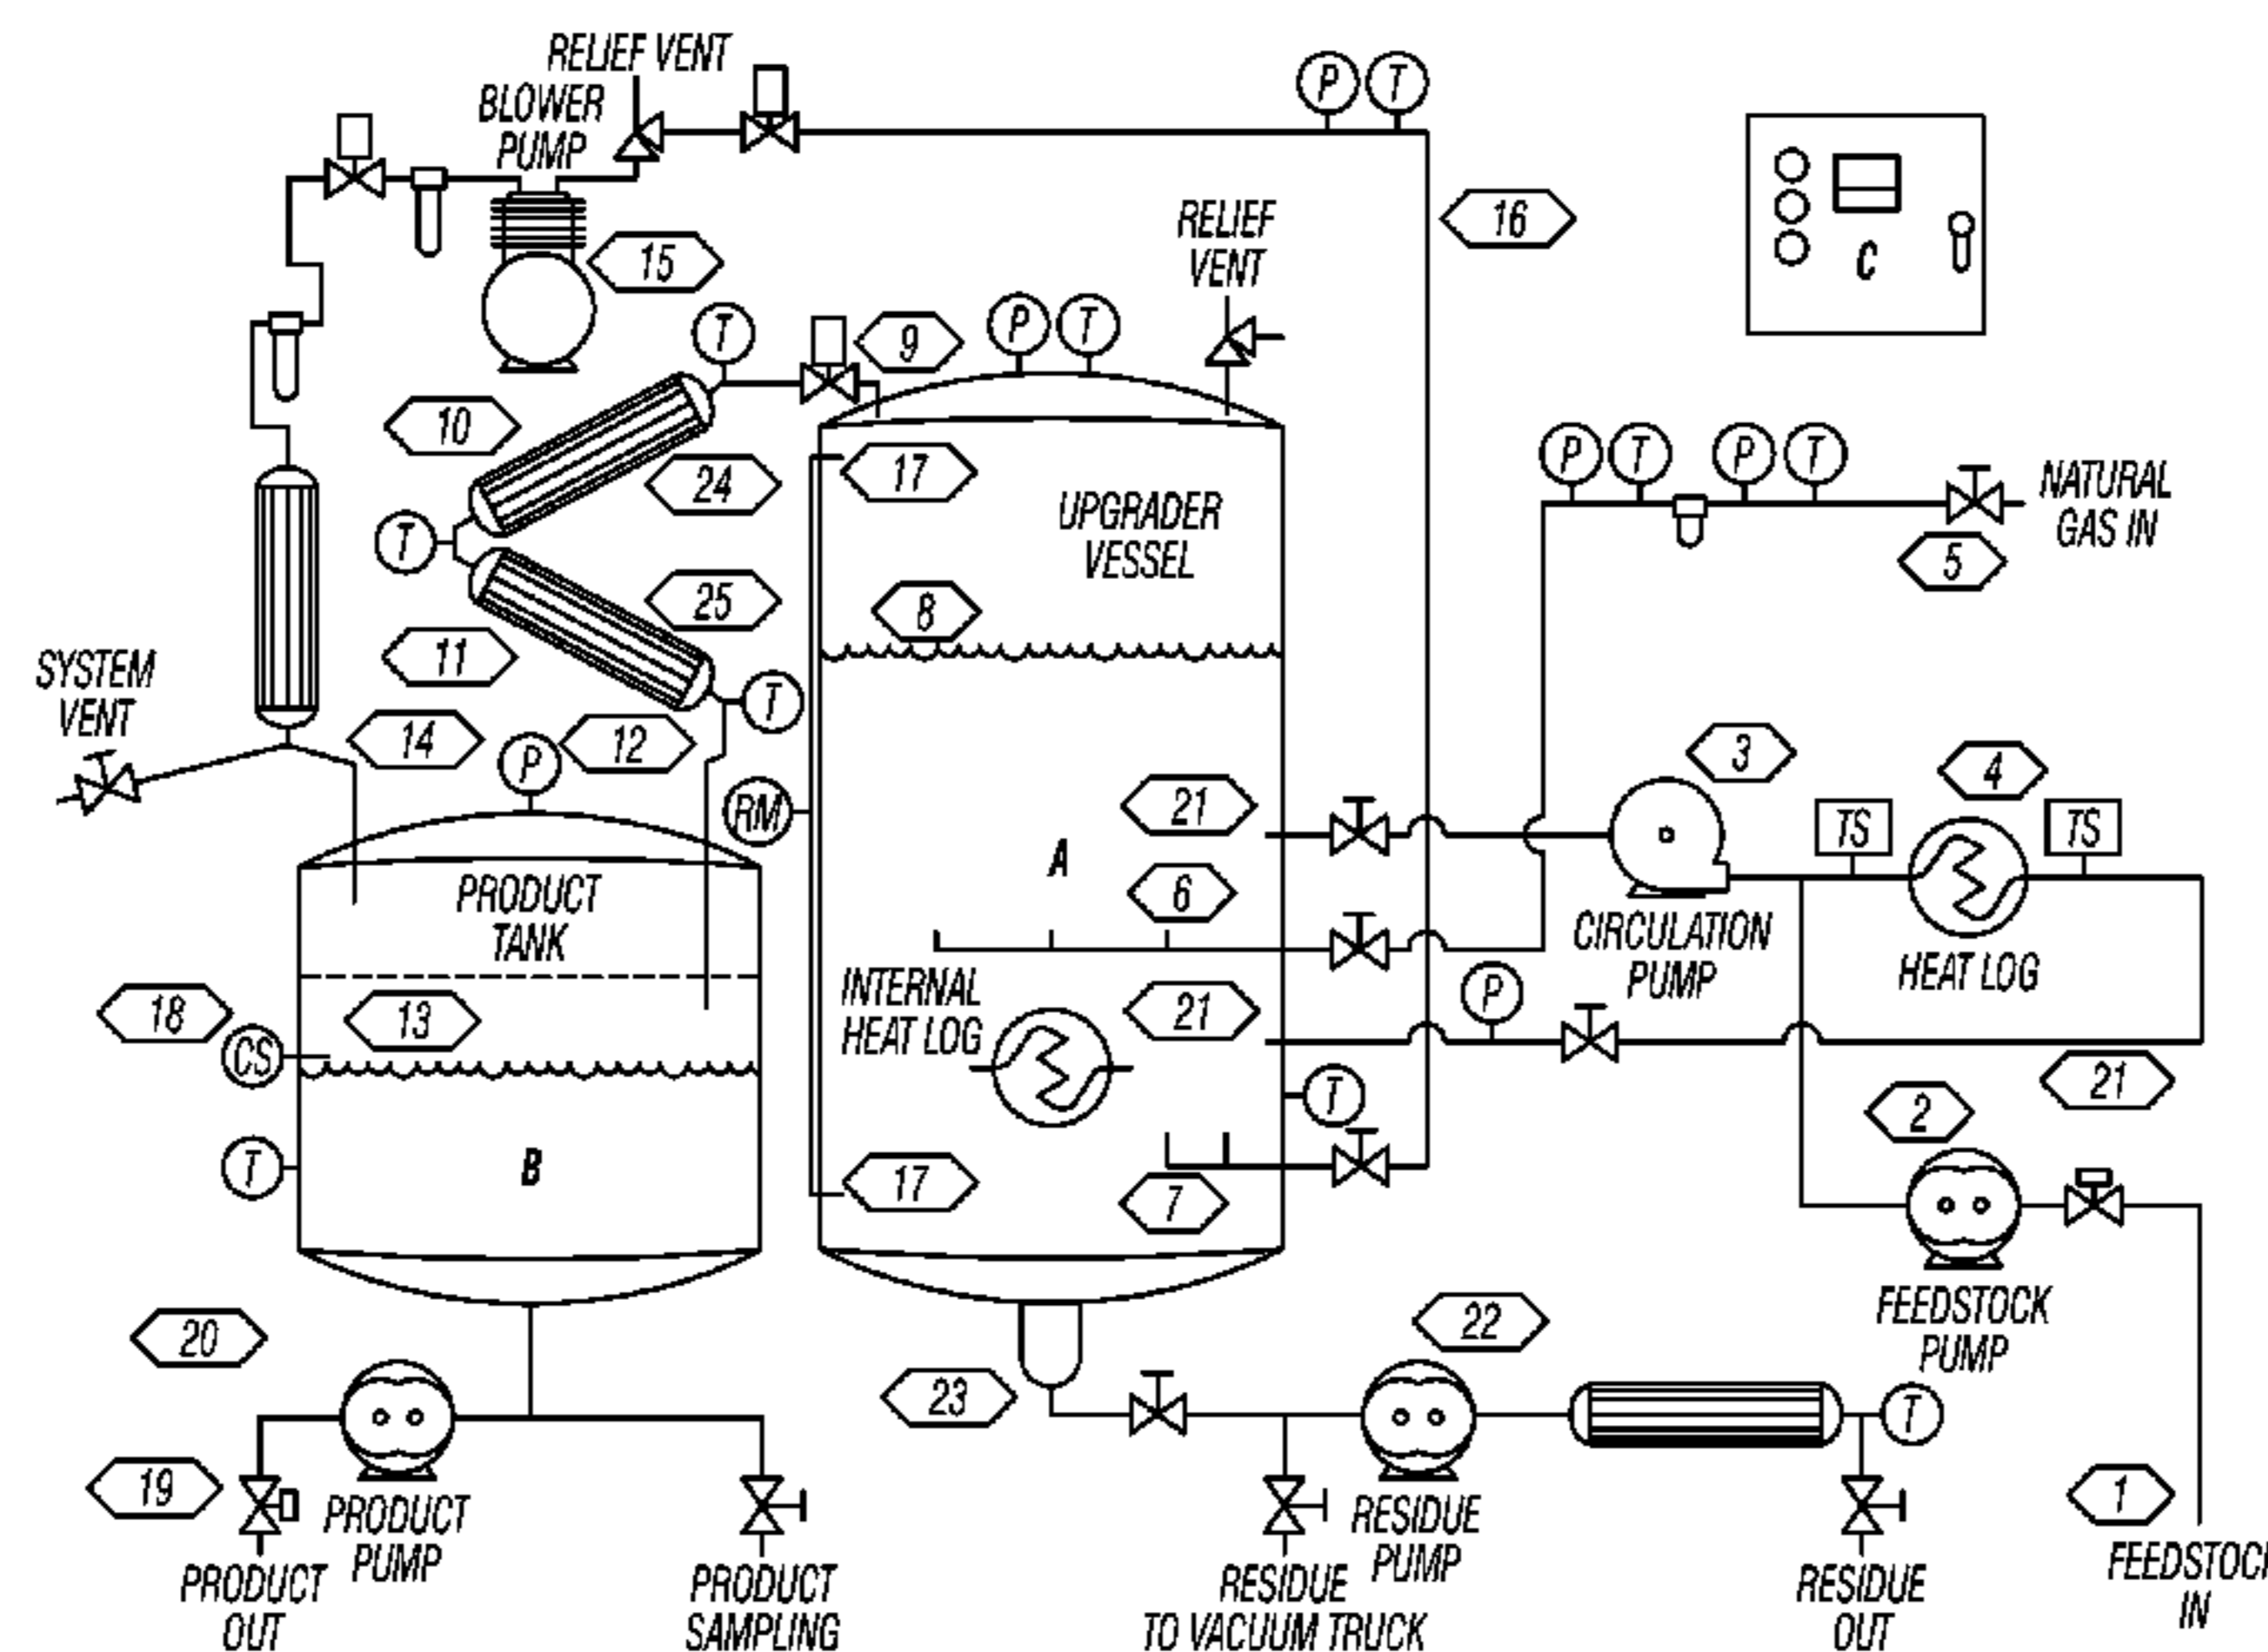 RELIEF VENT
BLOWER
PUMP
P
T
16
C
15
RELIEF
VENT
T
9
P
T
10
24
17
P
T
P
T
NATURAL
GAS IN
5
UPGRADER
VESSEL
T
25
8
11
SYSTEM
VENT
14
12
T
P
3
4
RM
21
TS
TS
A
6
PRODUCT
TANK
CIRCULATION
PUMP
HEAT LOG
INTERNAL
HEAT LOG
21
P
18
13
CS
T
21
2
T
B
17
7
FEEDSTOCK
PUMP
20
22
23
T
19
1
PRODUCT
PUMP
RESIDUE
PUMP
PRODUCT
OUT
PRODUCT
SAMPLING
RESIDUE
TO VACUUM TRUCK
RESIDUE
OUT
FEEDSTOCK
IN